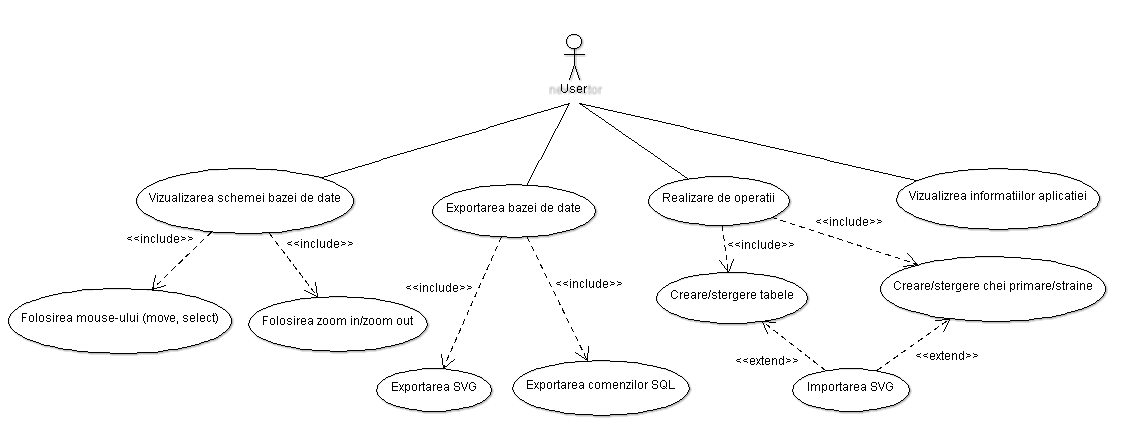 User
Vizualizarea schemei bazei de date
Exportarea bazei de date
Realizare de operatii
Vizualizrea informatiilor aplicatiei
<<include>>
<<include>>
<<include>>
<<include>>
<<include>>
<<include>>
Folosirea mouse-ului (move, select)
Folosirea zoom in/zoom out
Creare/stergere tabele
Creare/stergere chei primare/straine
<<extend>>
<<extend>>
Exportarea SVG
Exportarea comenzilor SQL
Importarea SVG